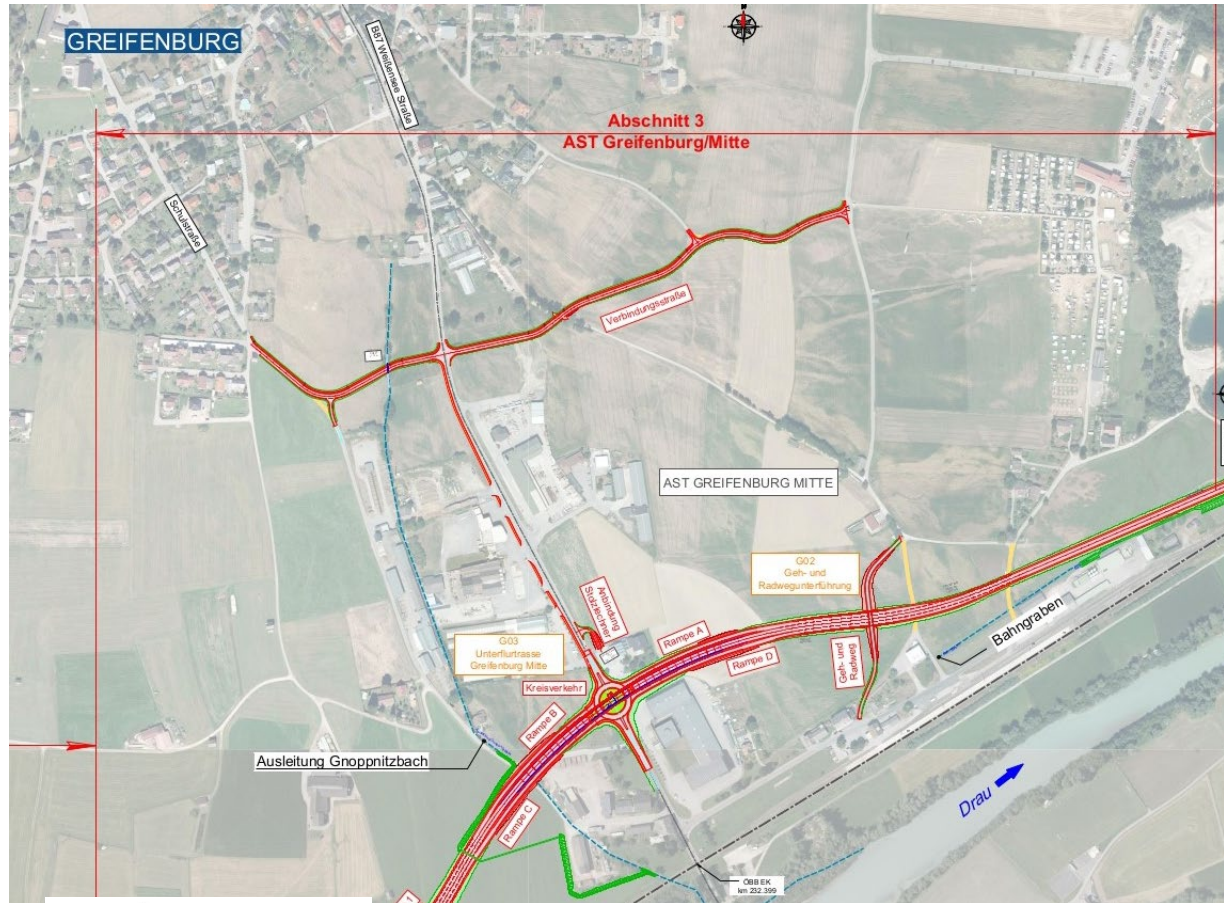 GREIFENBURG
B87 Weißensee Straße
Abschnitt 3
AST Greifenburg/Mitte
Schulstraße
Verbindungsstraße
AST GREIFENBURG MITTE
G02
Geh- und
Radwegunterführung
Anbindung
Stolzlechner
G03
Unterflurtrasse
Greifenburg Mitte
Rampe A
Rampe D
Geh- und
Radweg
Bahngraben
Kreisverkehr
Rampe B
Ausleitung Gnoppnitzbach
Rampe C
Drau
ÖBB EK
km 232.399